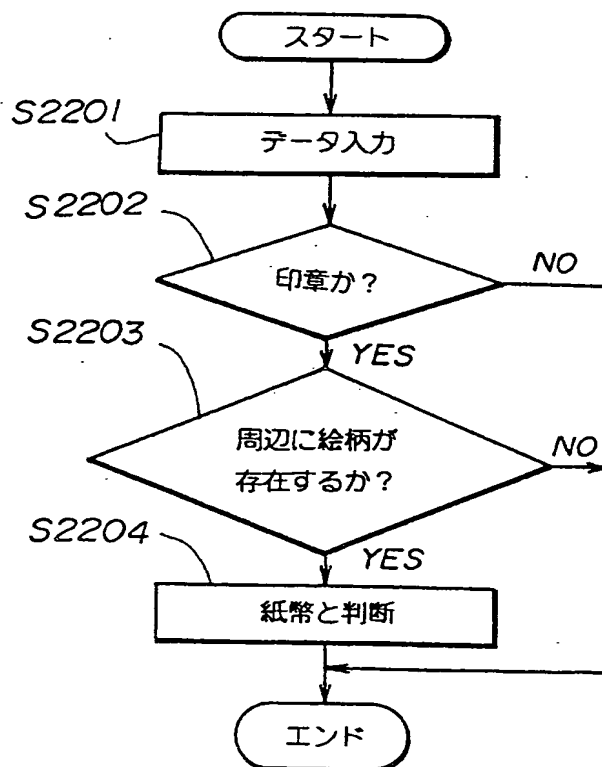 スタート
S2201
データ入力
S2202
印章か?
NO
YES
S2203
周辺に絵柄が
存在するか?
NO
YES
S2204
紙幣と判断
エンド